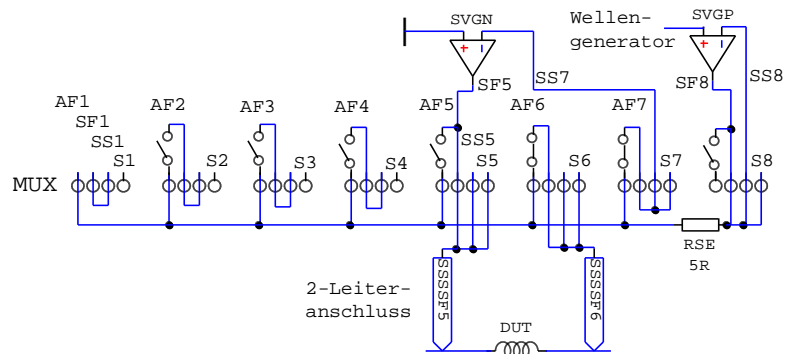 SVGN
Wellen-
generator
SVGP
+ -
+ -
SF5
SS7
SF8
SS8
AF1
SF1
SS1
S1
AF2
S2
AF3
S3
AF4
S4
AF5
SS5
S5
AF6
S6
AF7
S7
S8
MUX
RSE
5R
2-Leiter-
anschluss
SSSSF5
SSSSF6
DUT